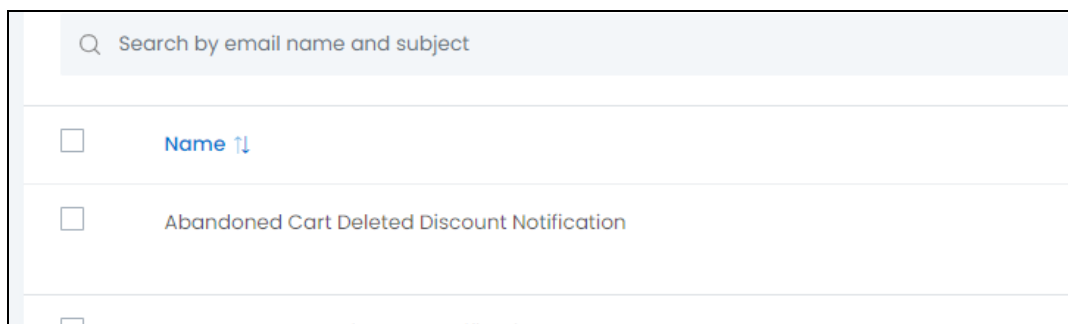 Search by email name and subject
Name ↑↓
Abandoned Cart Deleted Discount Notification